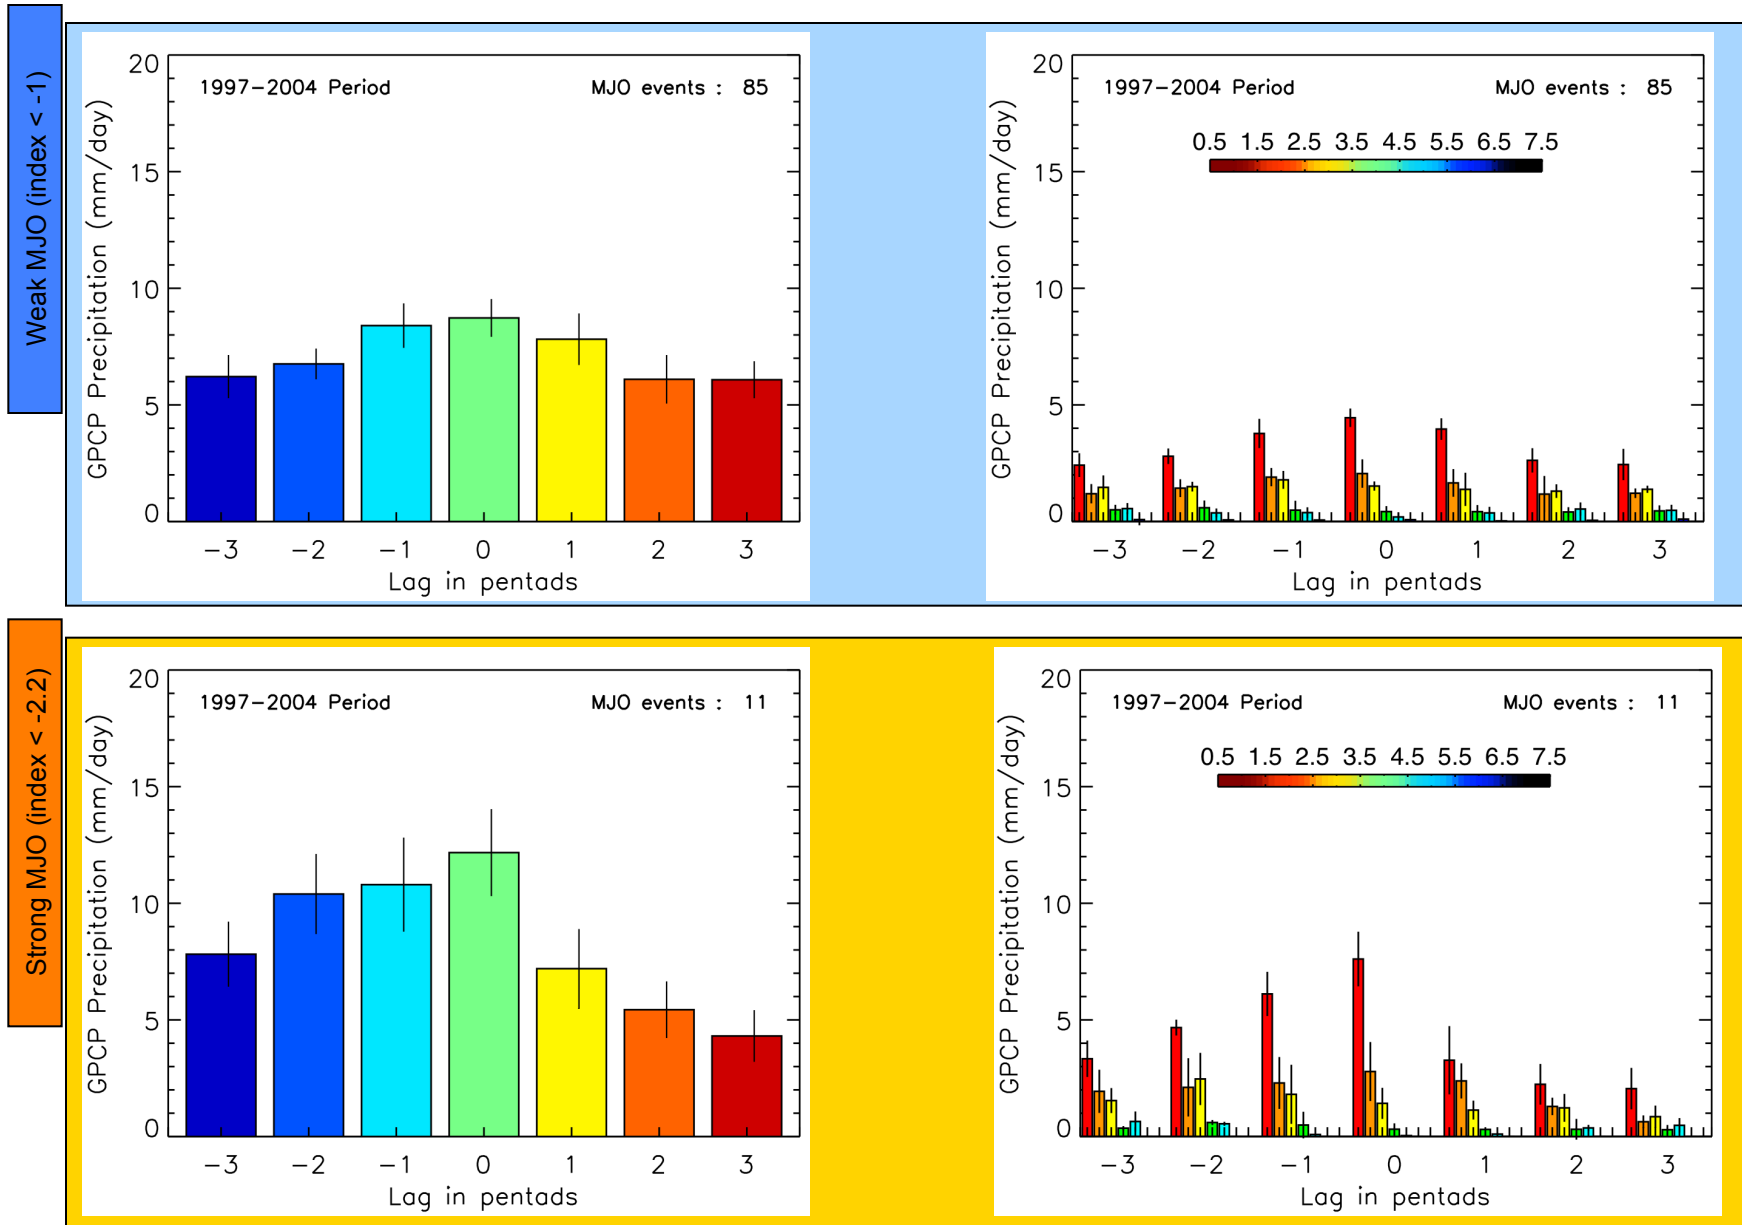 Weak MJO (index < -1)
1997-2004 Period MJO events : 85
GPCP Precipitation (mm/day)
20
15
10
5
0
-3 -2 -1 0 1 2 3
Lag in pentads
1997-2004 Period MJO events : 85
0.5 1.5 2.5 3.5 4.5 5.5 6.5 7.5
GPCP Precipitation (mm/day)
20
15
10
5
0
-3 -2 -1 0 1 2 3
Lag in pentads
Strong MJO (index < -2.2)
1997-2004 Period MJO events : 11
GPCP Precipitation (mm/day)
20
15
10
5
0
-3 -2 -1 0 1 2 3
Lag in pentads
1997-2004 Period MJO events : 11
0.5 1.5 2.5 3.5 4.5 5.5 6.5 7.5
GPCP Precipitation (mm/day)
20
15
10
5
0
-3 -2 -1 0 1 2 3
Lag in pentads